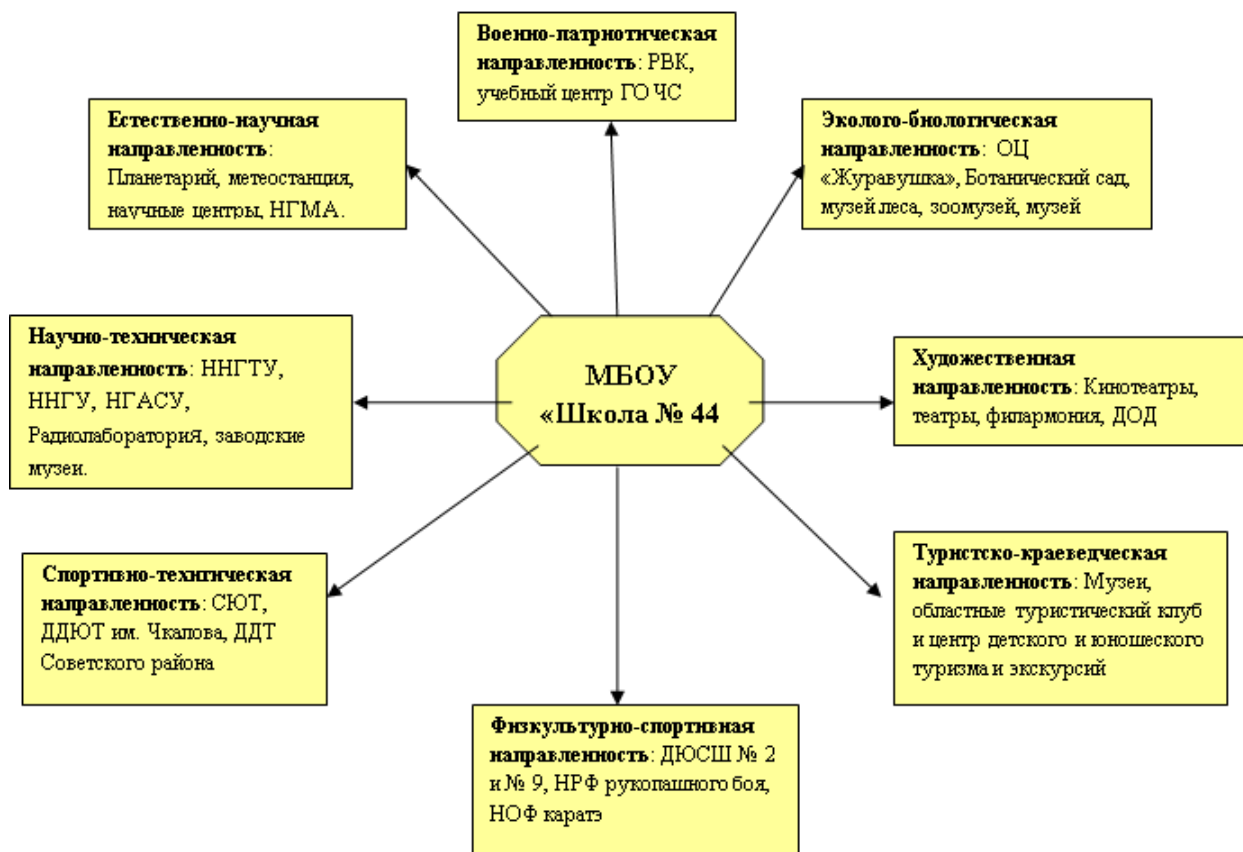 Военно-патриотическая
направленность: РВК,
учебный центр ГО ЧС
Естественно-научная
направленность:
Планетарий, метеостанция,
научные центры, НГМА.
Эколого-биологическая
направленность: ОЦ
«Журавушка», Ботанический сад,
музей леса, зоомузей, музей
Научно-техническая
направленность: ННГТУ,
ННГУ, НГАСУ,
Радиолаборатория, заводские
музеи.
МБОУ
«Школа № 44
Художественная
направленность: Кинотеатры,
театры, филармония, ДОД
Спортивно-технигическая
направленность: СЮТ,
ДДЮТ им. Чкалова, ДДТ
Советского района
Туристско-краеведческая
направленность: Музеи,
областные туристический клуб
и центр детского и юношеского
туризма и экскурсий
Физкультурно-спортивная
направленность: ДЮСШ № 2
и № 9, НРФ рукопашного боя,
НОФ каратэ